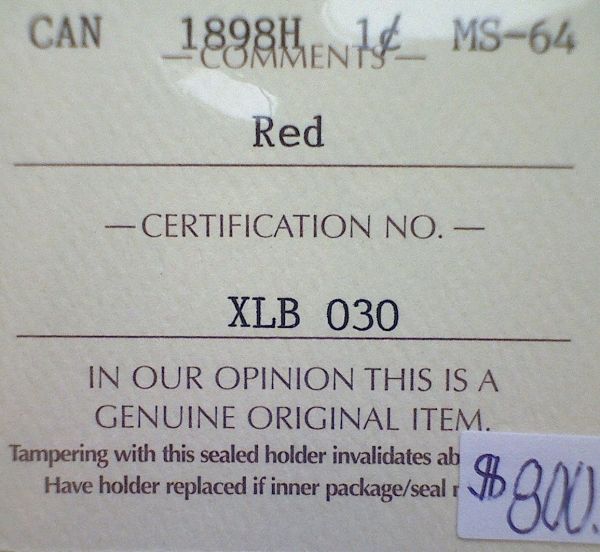 CAN 1898H 1¢ MS-64
— COMMENTS —
Red
— CERTIFICATION NO. —
XLB 030
IN OUR OPINION THIS IS A
GENUINE ORIGINAL ITEM.
Tampering with this sealed holder invalidates
Have holder replaced if inner package/seal
$800.